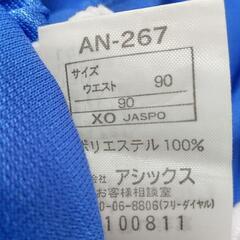 AN-267
サイズ
ウエスト 90
90
XO JASPO
ポリエステル 100%
会社 アシックス
お客様相談室
0-06-8806(フリーダイヤル)
100811